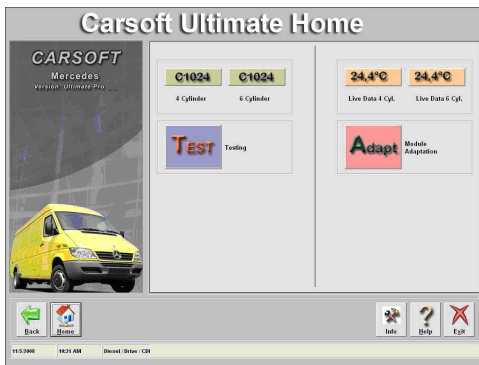 Carsoft Ultimate Home
CARSOFT
Mercedes
Version: Ultimate Pro
C1024 C1024
4 Cylinder 6 Cylinder
24,4°C 24,4°C
Live Data 4 Cyl. Live Data 6 Cyl.
TEST Testing
Adapt Module
Adaptation
Back Home Info Help Exit
11/5/2008 10:21 AM Diesel / Drive / CDI